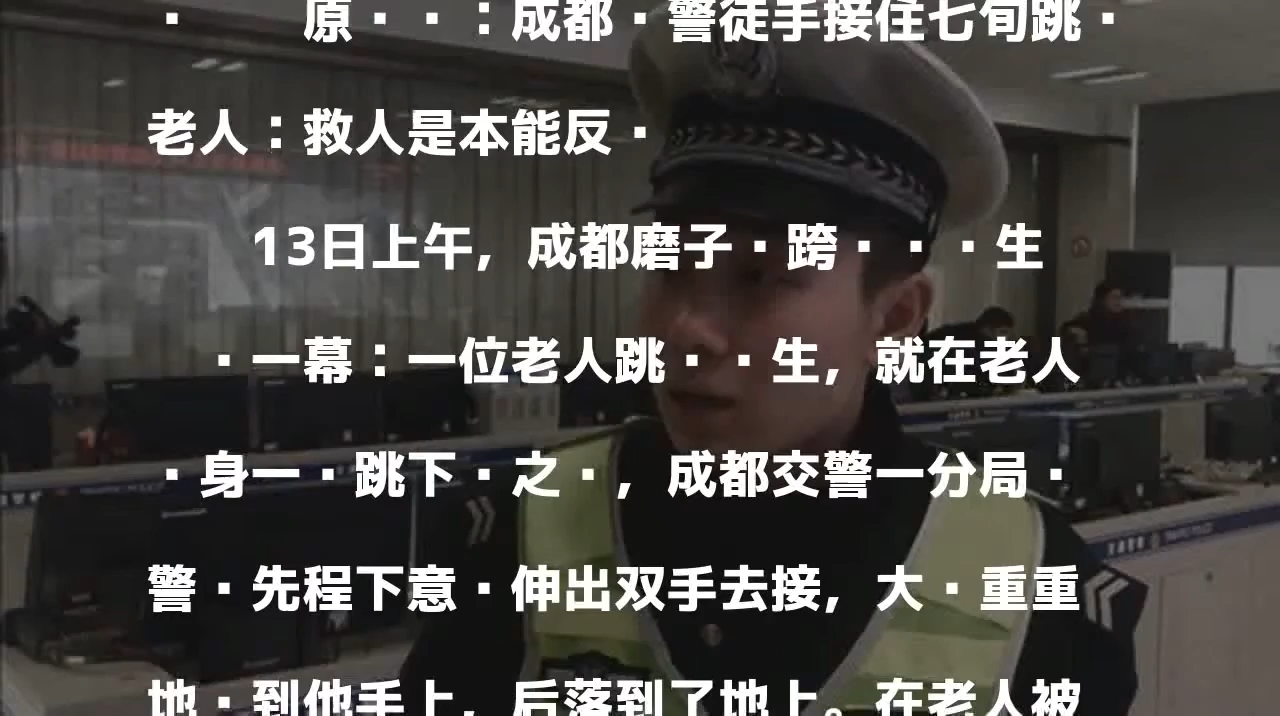 · 原··：成都·警徒手接住七旬跳·
老人：救人是本能反·
13日上午，成都磨子·跨···生
·一幕：一位老人跳··生，就在老人
·身一·跳下·之·，成都交警一分局·
警·先程下意·伸出双手去接，大·重重
地·到他手上，后落到了地上。在老人被